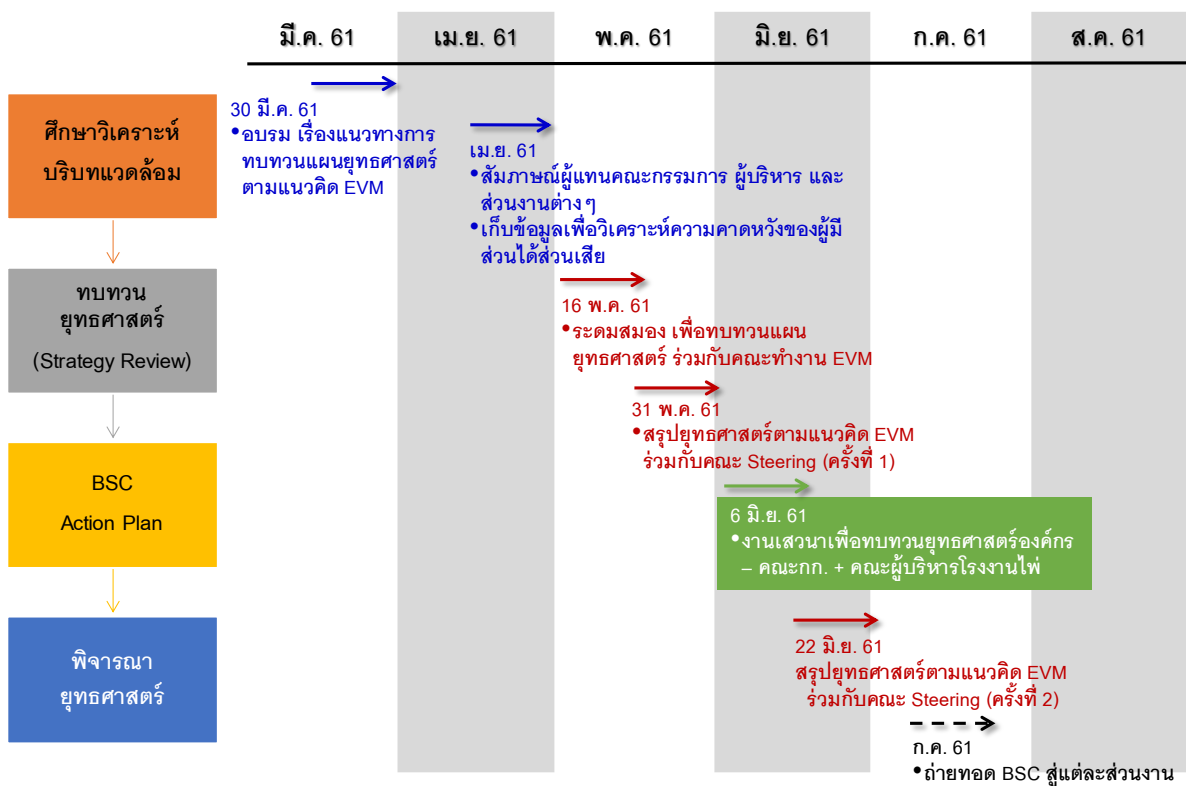 มี.ค. 61
เม.ย. 61
พ.ค. 61
มิ.ย. 61
ก.ค. 61
ส.ค. 61
ศึกษาวิเคราะห์
บริบทแวดล้อม
ทบทวน
ยุทธศาสตร์
(Strategy Review)
BSC
Action Plan
พิจารณา
ยุทธศาสตร์
30 มี.ค. 61
•อบรม เรื่องแนวทางการ
ทบทวนแผนยุทธศาสตร์
ตามแนวคิด EVM
เม.ย. 61
•สัมภาษณ์ผู้แทนคณะกรรมการ ผู้บริหาร และ
ส่วนงานต่างๆ
•เก็บข้อมูลเพื่อวิเคราะห์ความคาดหวังของผู้มี
ส่วนได้ส่วนเสีย
16 พ.ค. 61
•ระดมสมอง เพื่อทบทวนแผน
ยุทธศาสตร์ ร่วมกับคณะทำงาน EVM
31 พ.ค. 61
•สรุปยุทธศาสตร์ตามแนวคิด EVM
ร่วมกับคณะ Steering (ครั้งที่ 1)
6 มิ.ย. 61
•งานเสวนาเพื่อทบทวนยุทธศาสตร์องค์กร
– คณะกก. + คณะผู้บริหารโรงงานไพ่
22 มิ.ย. 61
สรุปยุทธศาสตร์ตามแนวคิด EVM
ร่วมกับคณะ Steering (ครั้งที่ 2)
ก.ค. 61
•ถ่ายทอด BSC สู่แต่ละส่วนงาน